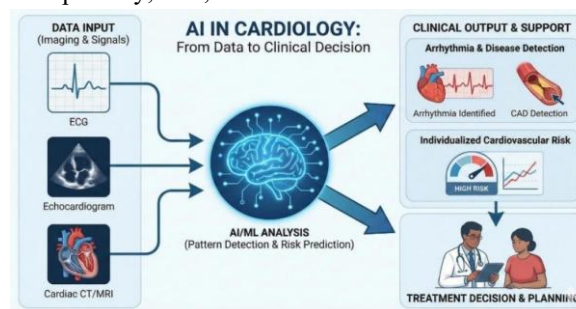 DATA INPUT
(Imaging & Signals)
ECG
Echocardiogram
Cardiac CT/MRI
AI IN CARDIOLOGY:
From Data to Clinical Decision
AI/ML ANALYSIS
(Pattern Detection & Risk Prediction)
CLINICAL OUTPUT & SUPPORT
Arrhythmia & Disease Detection
Arrhythmia Identified
CAD Detection
Individualized Cardiovascular Risk
HIGH RISK
TREATMENT DECISION & PLANNING